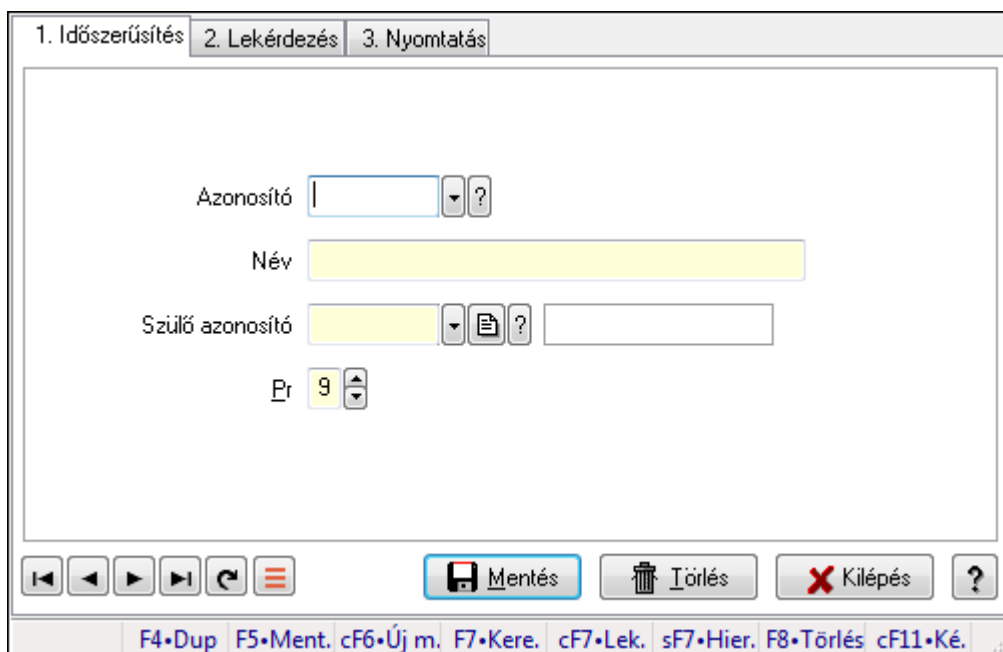 1. Időszerűsítés 2. Lekérdezés 3. Nyomtatás
Azonosító ?
Név
Szülő azonosító ?
Pr 9
Mentés Törlés Kilépés ?
F4•Dup F5•Ment. cF6•Új m. F7•Kere. cF7•Lek. sF7•Hier. F8•Törlés cF11•Ké.